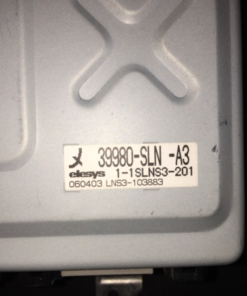 39980-SLN -A3
elesys 1-1SLNS3-201
060403 LNS3-103883